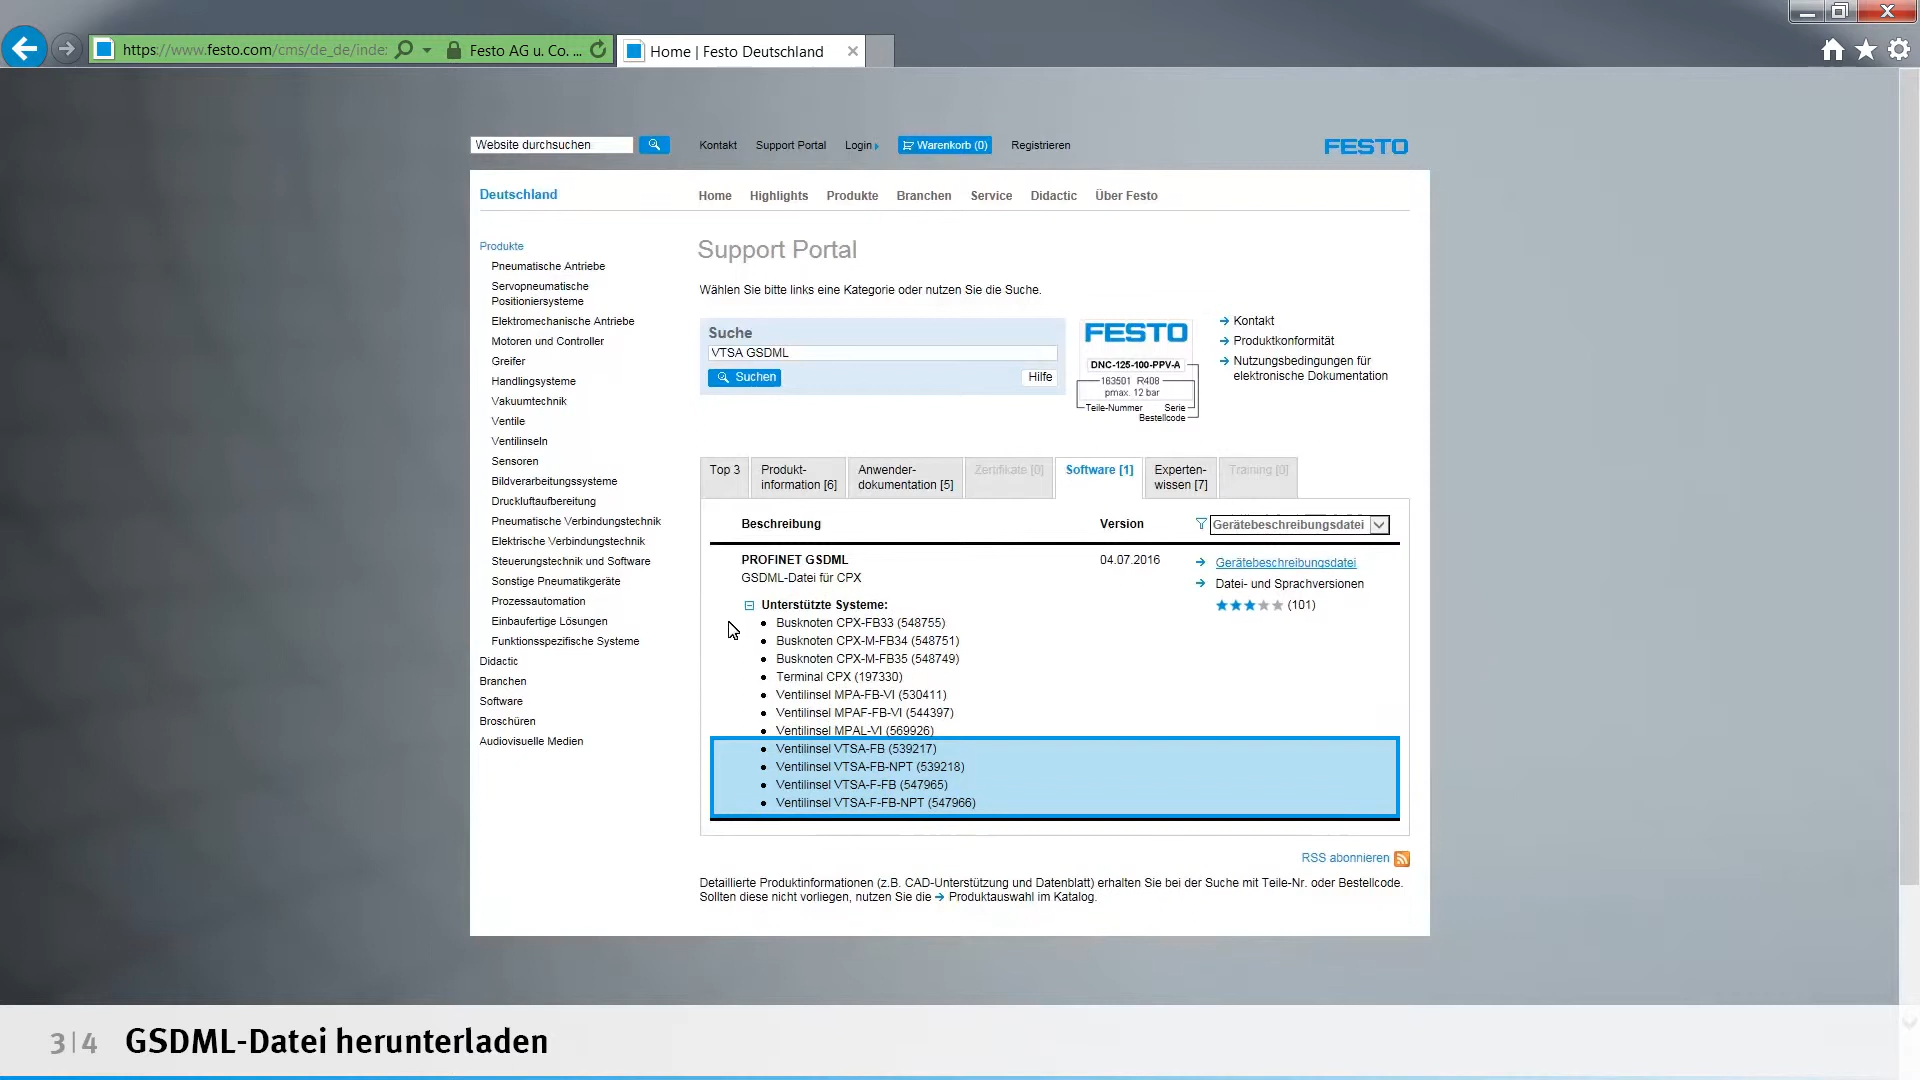 https://www.festo.com/cms/de_de/inde:
Festo AG u. Co. ...
Home | Festo Deutschland
Website durchsuchen
Kontakt
Support Portal
Login
Warenkorb (0)
Registrieren
FESTO
Deutschland
Home
Highlights
Produkte
Branchen
Service
Didactic
Über Festo
Produkte
Pneumatische Antriebe
Servopneumatische
Positioniersysteme
Elektromechanische Antriebe
Motoren und Controller
Greifer
Handlingsysteme
Vakuumtechnik
Ventile
Ventilinseln
Sensoren
Bildverarbeitungssysteme
Druckluftaufbereitung
Pneumatische Verbindungstechnik
Elektrische Verbindungstechnik
Steuerungstechnik und Software
Sonstige Pneumatikgeräte
Prozessautomation
Einbaufertige Lösungen
Funktionsspezifische Systeme
Didactic
Branchen
Software
Broschüren
Audiovisuelle Medien
Support Portal
Wählen Sie bitte links eine Kategorie oder nutzen Sie die Suche.
Suche
VTSA GSDML
Suchen
Hilfe
FESTO
DNC-125-100-PPV-A
163501 R408
pmax. 12 bar
Teile-Nummer Serie
Bestellcode
Kontakt
Produktkonformität
Nutzungsbedingungen für
elektronische Dokumentation
Top 3
Produkt-
information [6]
Anwender-
dokumentation [5]
Zertifikate [0]
Software [1]
Experten-
wissen [7]
Training [0]
Beschreibung
Version
Gerätebeschreibungsdatei
PROFINET GSDML
04.07.2016
Gerätebeschreibungsdatei
GSDML-Datei für CPX
Datei- und Sprachversionen
(101)
Unterstützte Systeme:
Busknoten CPX-FB33 (548755)
Busknoten CPX-M-FB34 (548751)
Busknoten CPX-M-FB35 (548749)
Terminal CPX (197330)
Ventilinsel MPA-FB-VI (530411)
Ventilinsel MPAF-FB-VI (544397)
Ventilinsel MPAL-VI (569926)
Ventilinsel VTSA-FB (539217)
Ventilinsel VTSA-FB-NPT (539218)
Ventilinsel VTSA-F-FB (547965)
Ventilinsel VTSA-F-FB-NPT (547966)
RSS abonnieren
Detaillierte Produktinformationen (z.B. CAD-Unterstützung und Datenblatt) erhalten Sie bei der Suche mit Teile-Nr. oder Bestellcode.
Sollten diese nicht vorliegen, nutzen Sie die → Produktauswahl im Katalog.
3|4 GSDML-Datei herunterladen